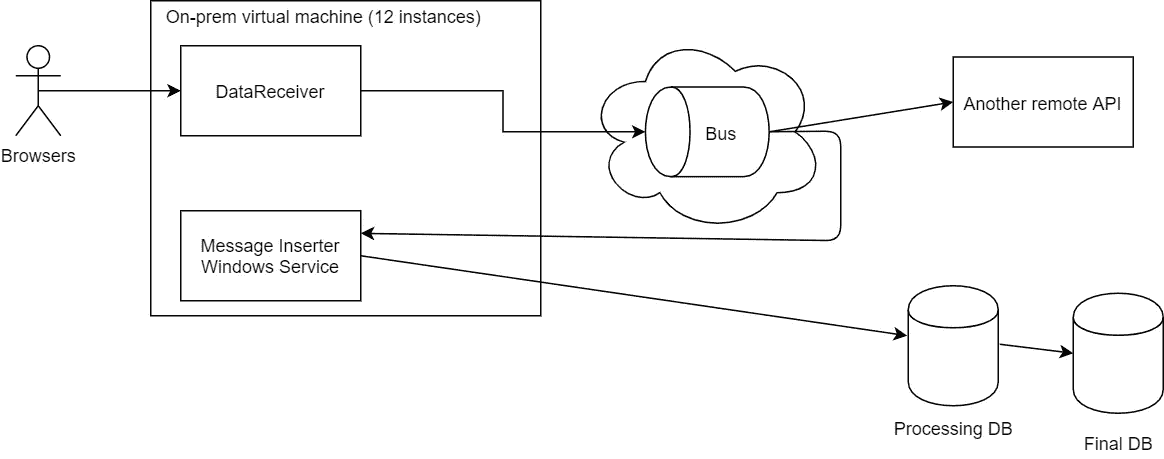 On-prem virtual machine (12 instances)
DataReceiver
Browsers
Bus
Another remote API
Message Inserter
Windows Service
Processing DB
Final DB